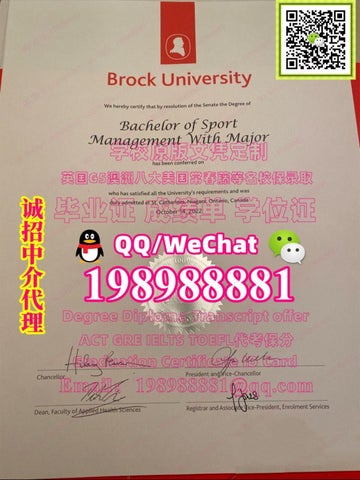 Brock University
We hereby certify that by resolution of the Senate the Degree of
Bachelor of Sport
Management With Major
学校原版文凭定制
has been conferred on
英国G5 八大美国 名校保录取
who has satisfied all the University's requirements and was
duly admitted at St. Catharines, Niagara, Ontario, Canada
毕业证 成绩单 学位证
October 14, 2022
诚招中介代理
QQ/WeChat
198988881
Degree Diploma Transcript offer
ACT GRE IELTS TOEFL代考保分
Certificate Id Card
Chancellor
President and Vice-Chancellor
Email: 198988881@qq.com
Dean, Faculty of Applied Health Sciences
Registrar and Associate Vice-President, Enrolment Services